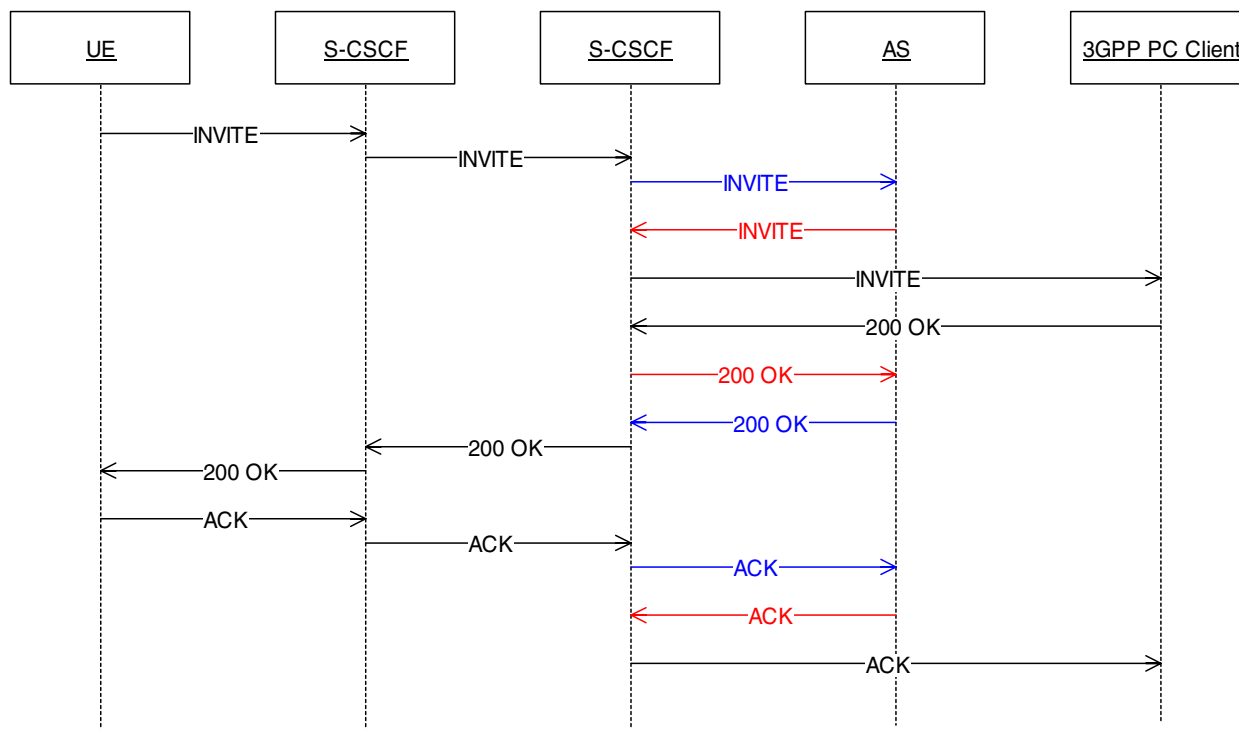 UE
S-CSCF
S-CSCF
AS
3GPP PC Client
INVITE
INVITE
INVITE
INVITE
INVITE
200 OK
200 OK
200 OK
200 OK
200 OK
ACK
ACK
ACK
ACK
ACK